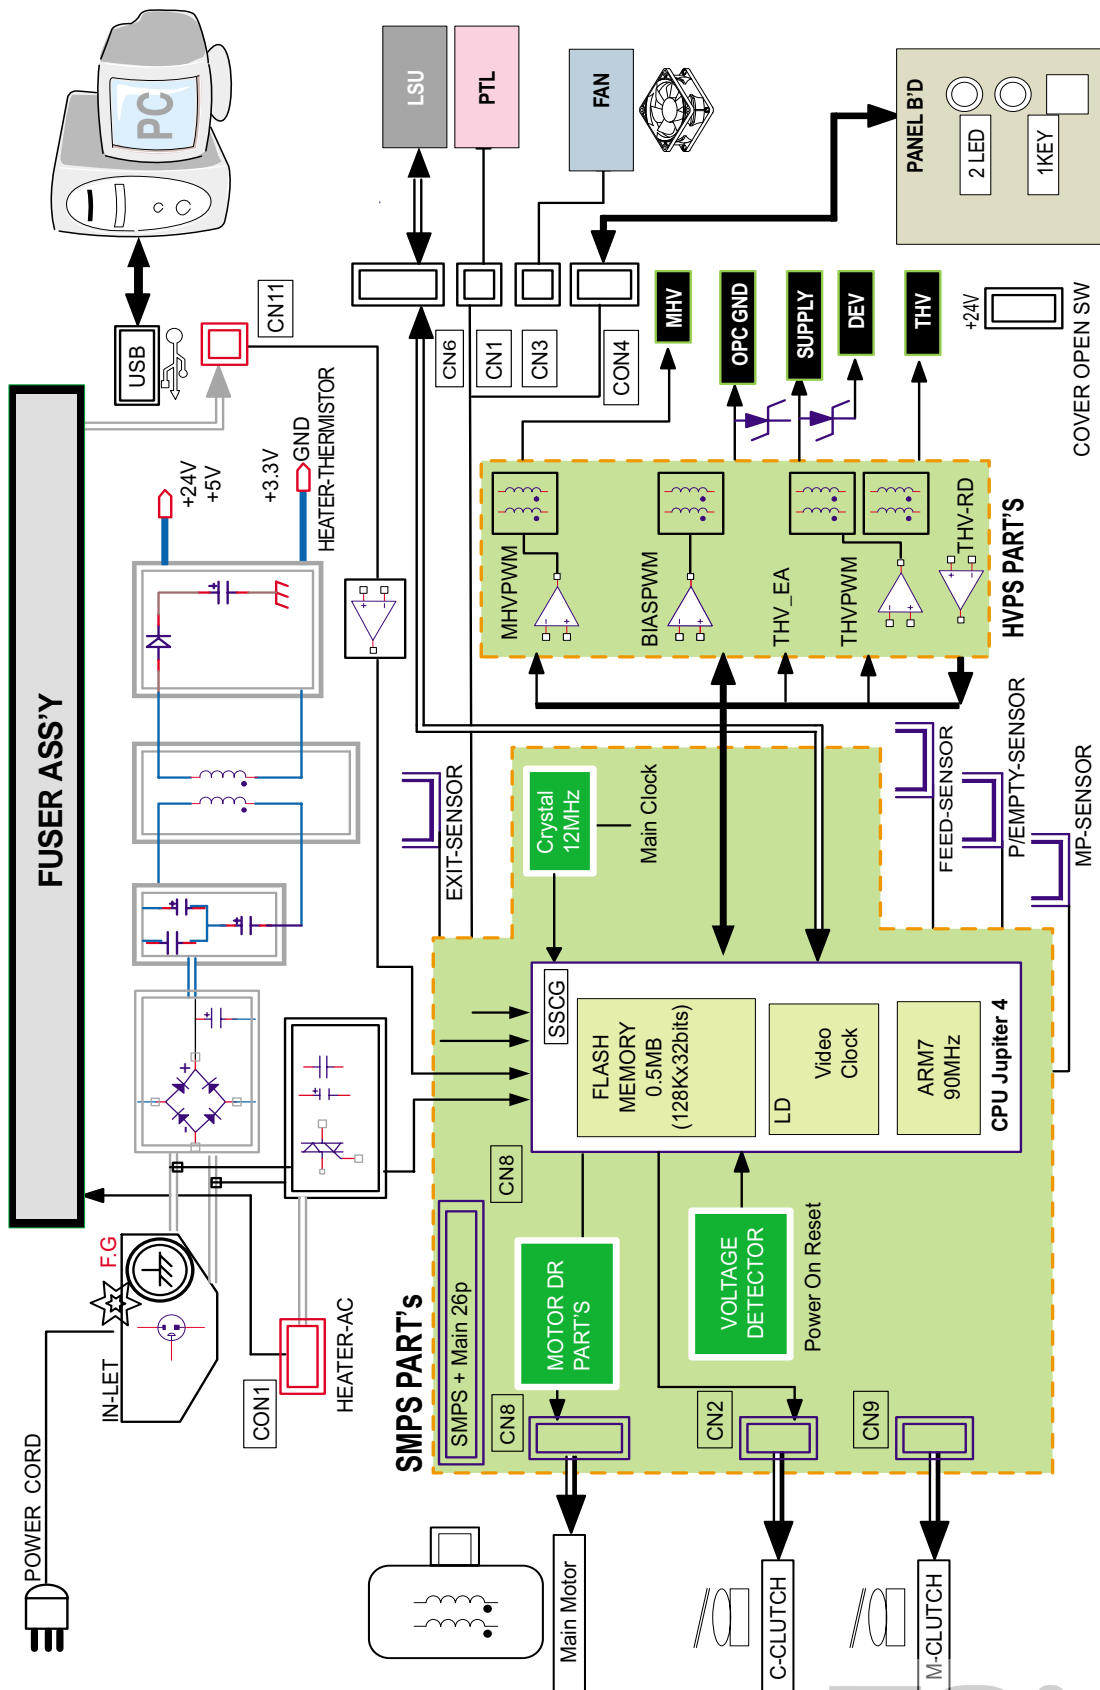 POWER CORD
IN-LET
F.G
FUSER ASS'Y
CON1
HEATER-AC
+24V
+5V
+3.3V
GND
HEATER-THERMISTOR
USB
PC
CN11
EXIT-SENSOR
LSU
PTL
FAN
CN6
CN1
CN3
CON4
PANEL B'D
2 LED
1KEY
MHV
OPC GND
SUPPLY
DEV
THV
+24V
COVER OPEN SW
MHVPWM
BIASPWM
THV_EA
THVPWM
THV-RD
HVPS PART'S
FEED-SENSOR
P/EMPTY-SENSOR
MP-SENSOR
Crystal
12MHz
Main Clock
SSCG
FLASH
MEMORY
0.5MB
(128Kx32bits)
LD
Video
Clock
ARM7
90MHz
CPU Jupiter 4
SMPS PART's
SMPS + Main 26p
CN8
MOTOR DR
PART'S
CN8
VOLTAGE
DETECTOR
Power On Reset
CN2
CN9
Main Motor
C-CLUTCH
M-CLUTCH